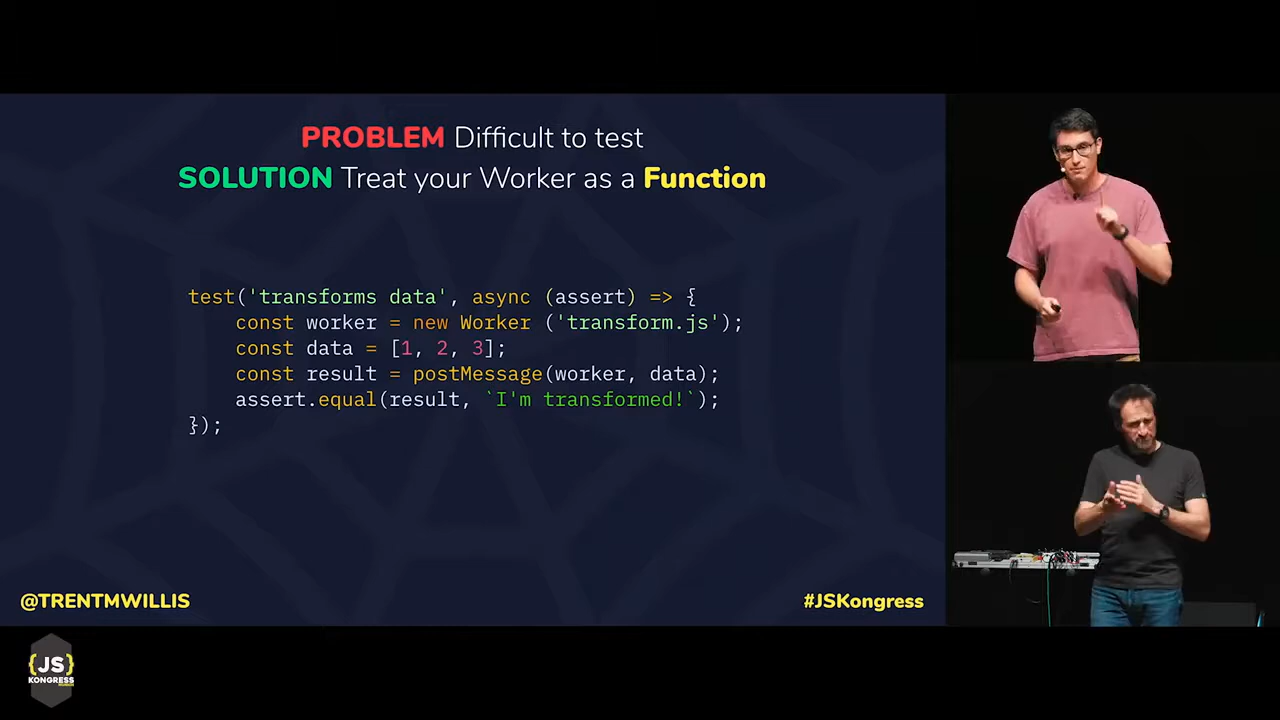 PROBLEM Difficult to test
SOLUTION Treat your Worker as a Function
test('transforms data', async (assert) => {
    const worker = new Worker ('transform.js');
    const data = [1, 2, 3];
    const result = postMessage(worker, data);
    assert.equal(result, `I'm transformed!`);
});
@TRENTMWILLIS
#JSKongress
{JS}
KONGRESS